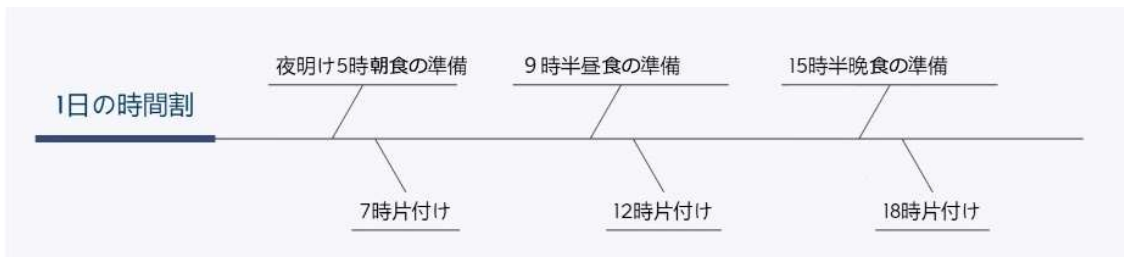 1日の時間割
夜明け5時朝食の準備
9時半昼食の準備
15時半晩食の準備
7時片付け
12時片付け
18時片付け